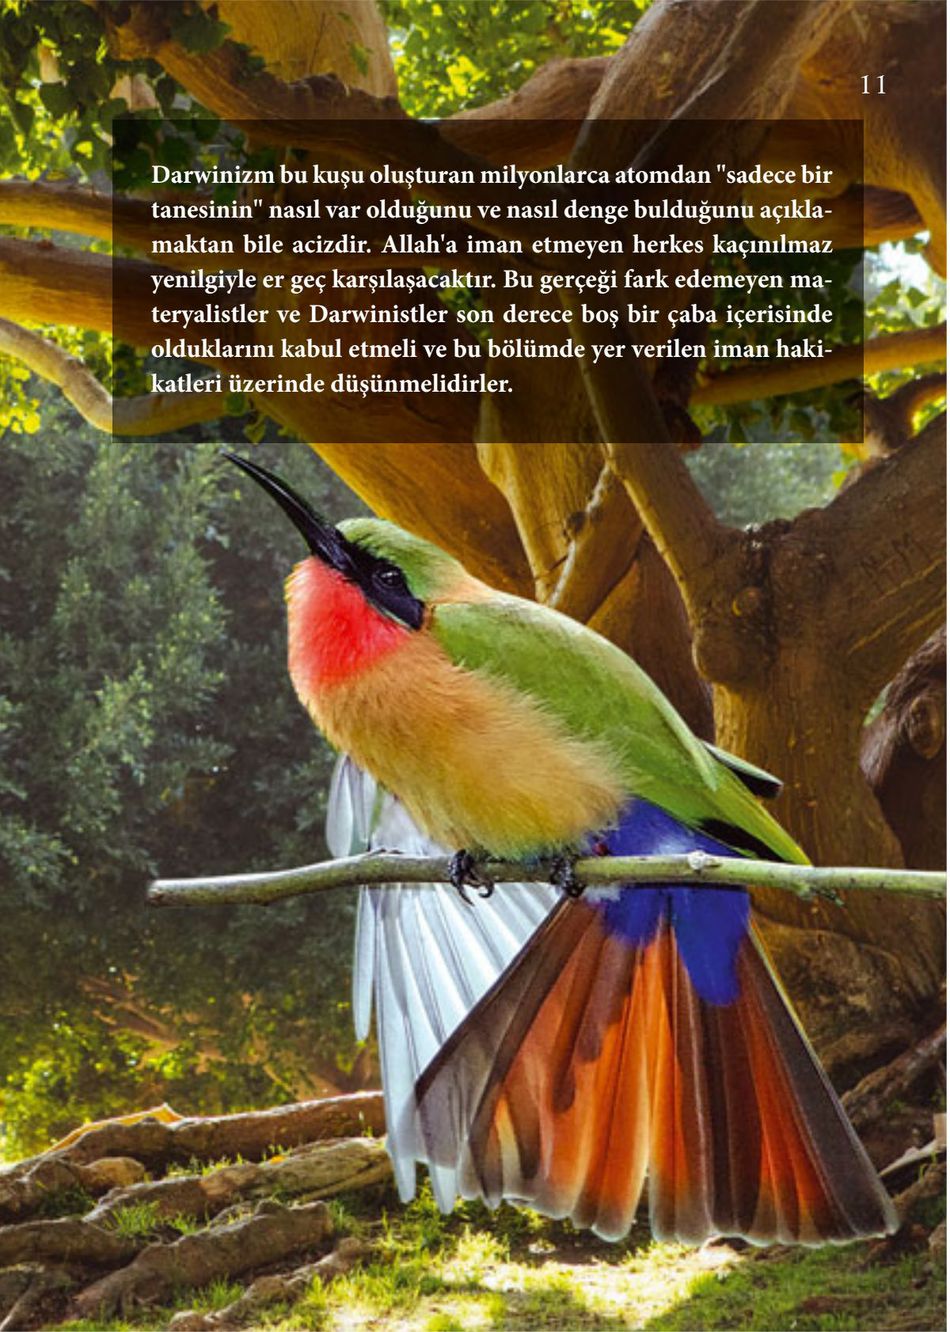 11
Darwinizm bu kuşu oluşturan milyonlarca atomdan "sadece bir
tanesinin" nasıl var olduğunu ve nasıl denge bulduğunu açıkla-
maktan bile acizdir. Allah'a iman etmeyen herkes kaçınılmaz
yenilgiyle er geç karşılaşacaktır. Bu gerçeği fark edemeyen ma-
teryalistler ve Darwinistler son derece boş bir çaba içerisinde
olduklarını kabul etmeli ve bu bölümde yer verilen iman haki-
katleri üzerinde düşünmelidirler.